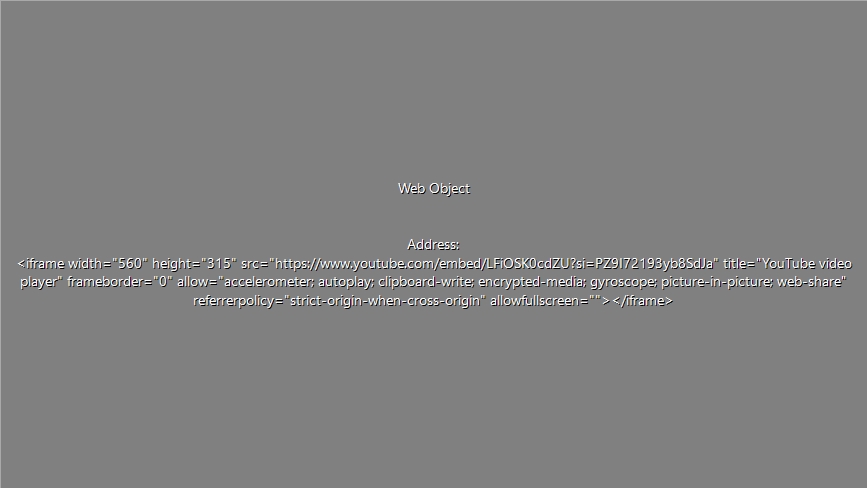 Web Object
Address:
<iframe width="560" height="315" src="https://www.youtube.com/embed/LFiOSK0cdZU?si=PZ9I72193yb8SdJa" title="YouTube video
player" frameborder="0" allow="accelerometer; autoplay; clipboard-write; encrypted-media; gyroscope; picture-in-picture; web-share"
referrerpolicy="strict-origin-when-cross-origin" allowfullscreen=""></iframe>